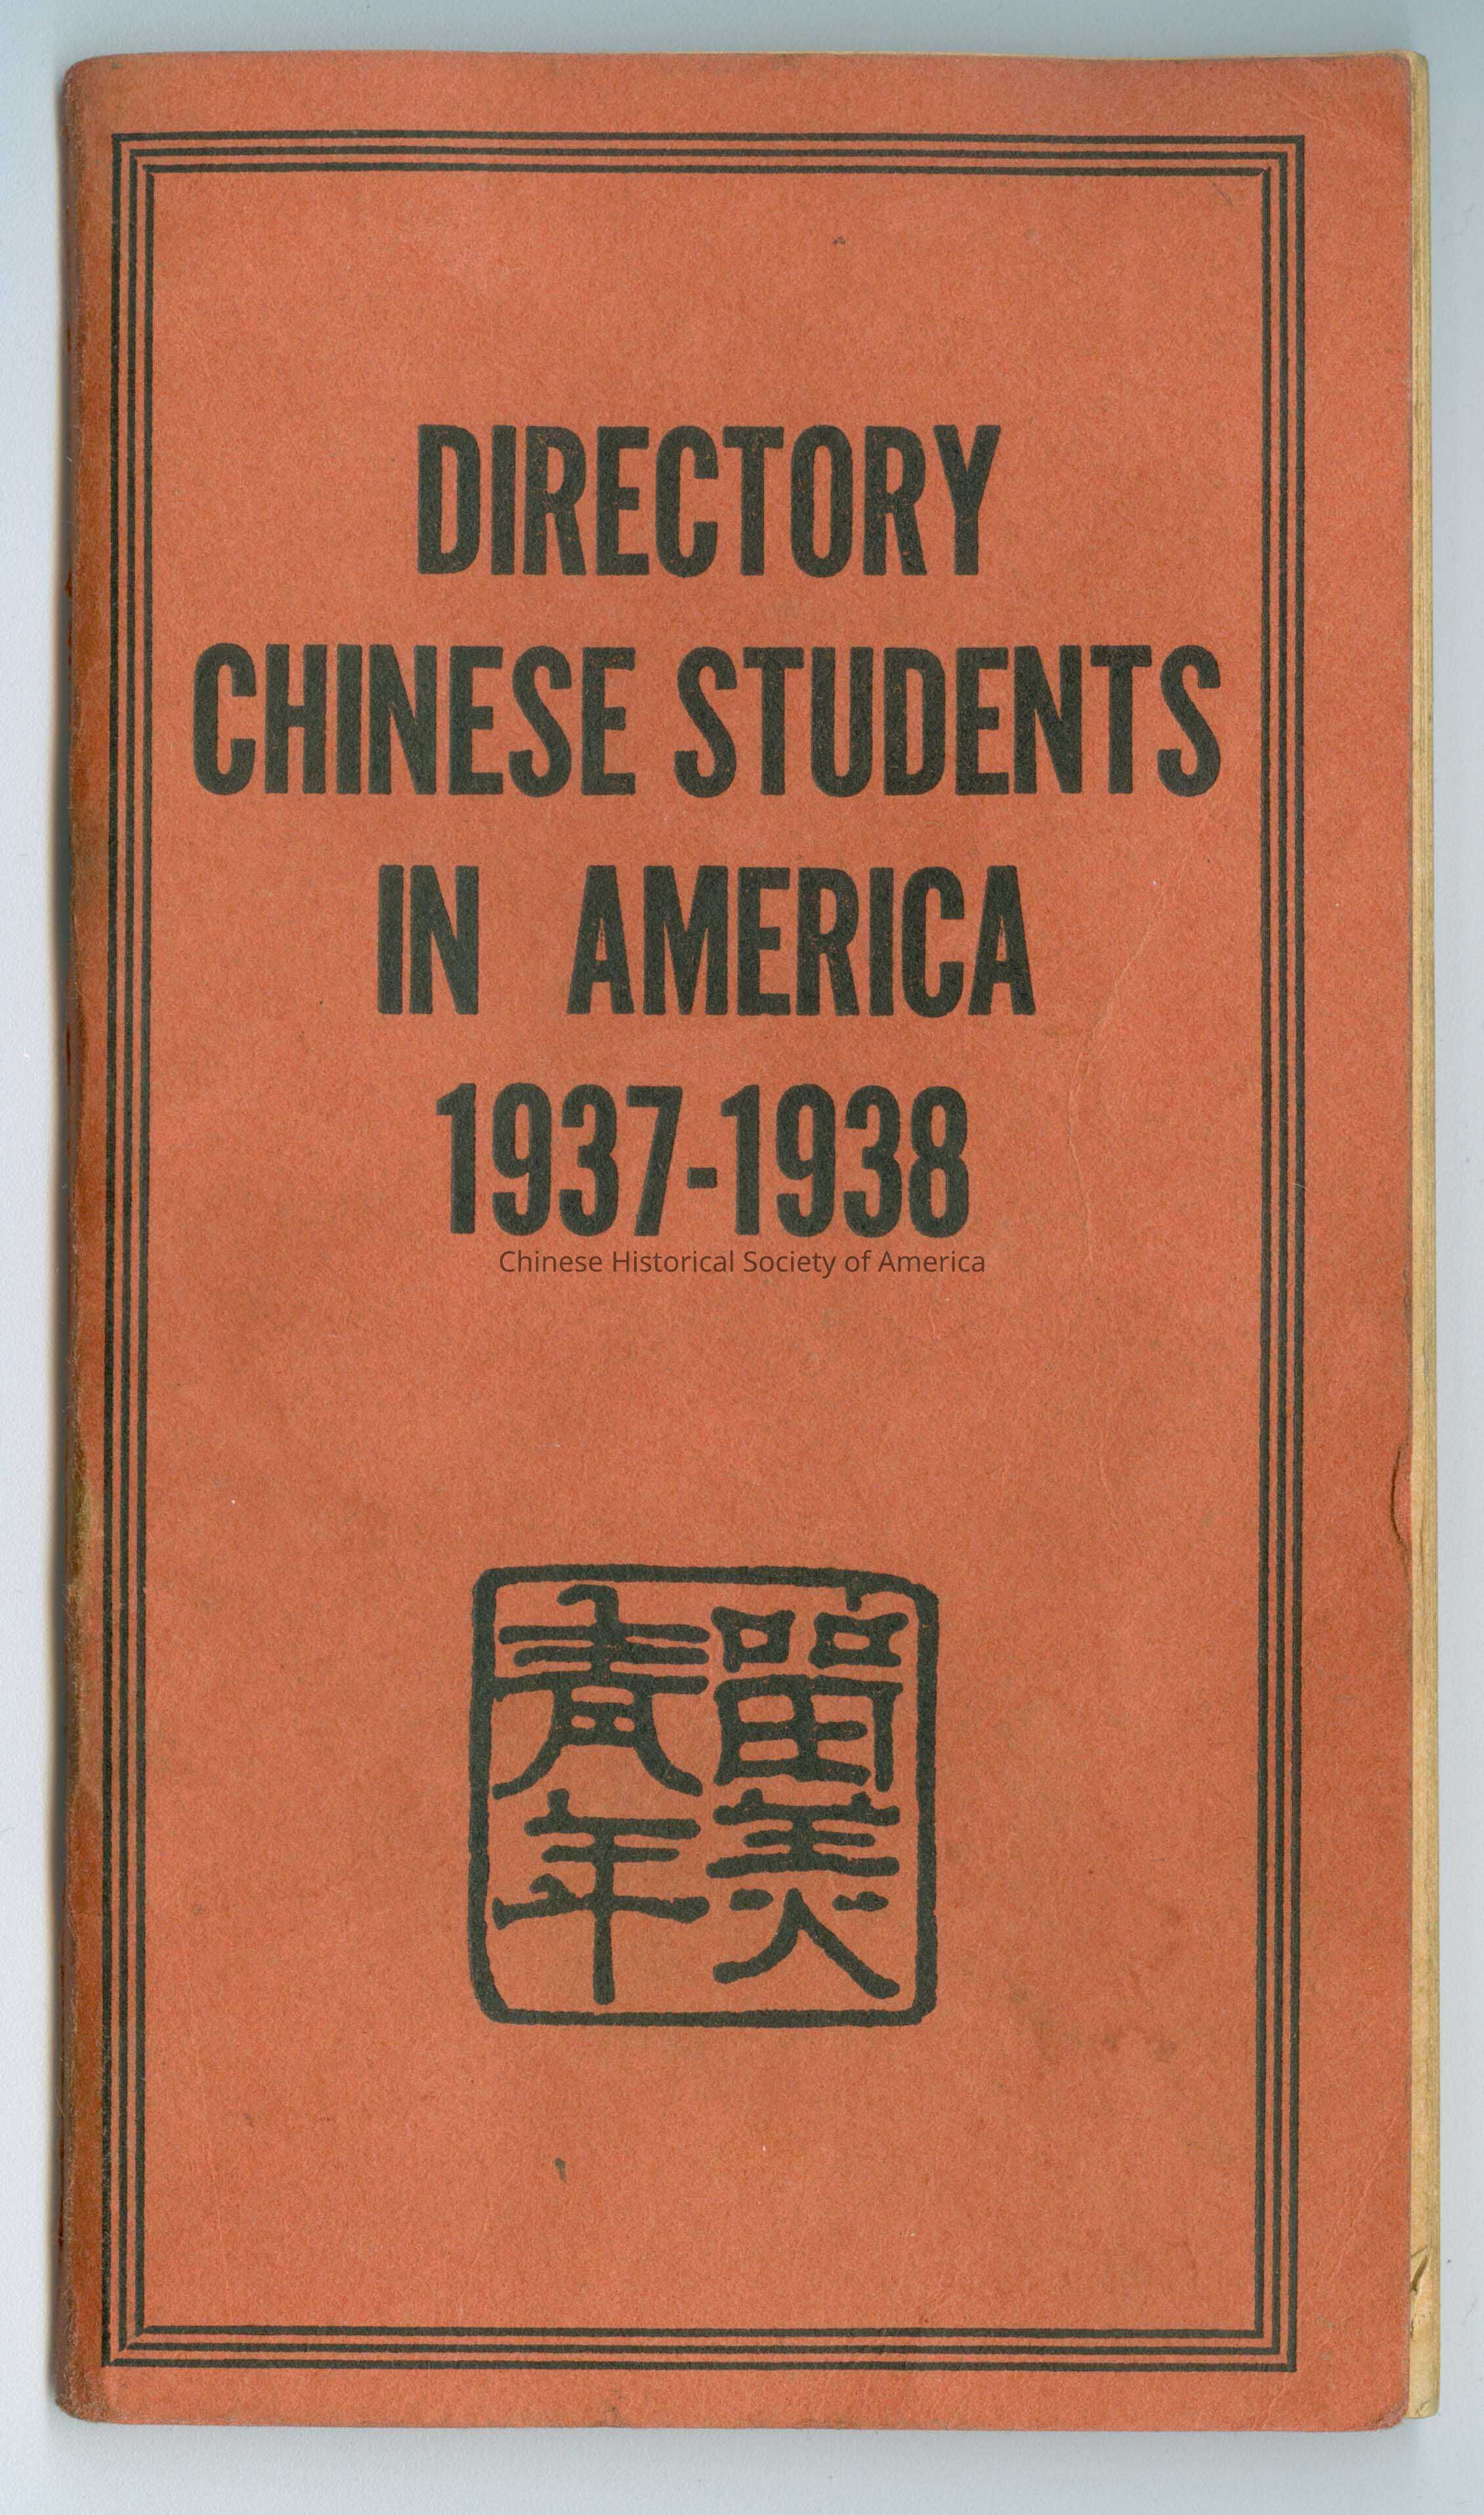 DIRECTORY
CHINESE STUDENTS
IN AMERICA
1937-1938
Chinese Historical Society of America
留美
青年